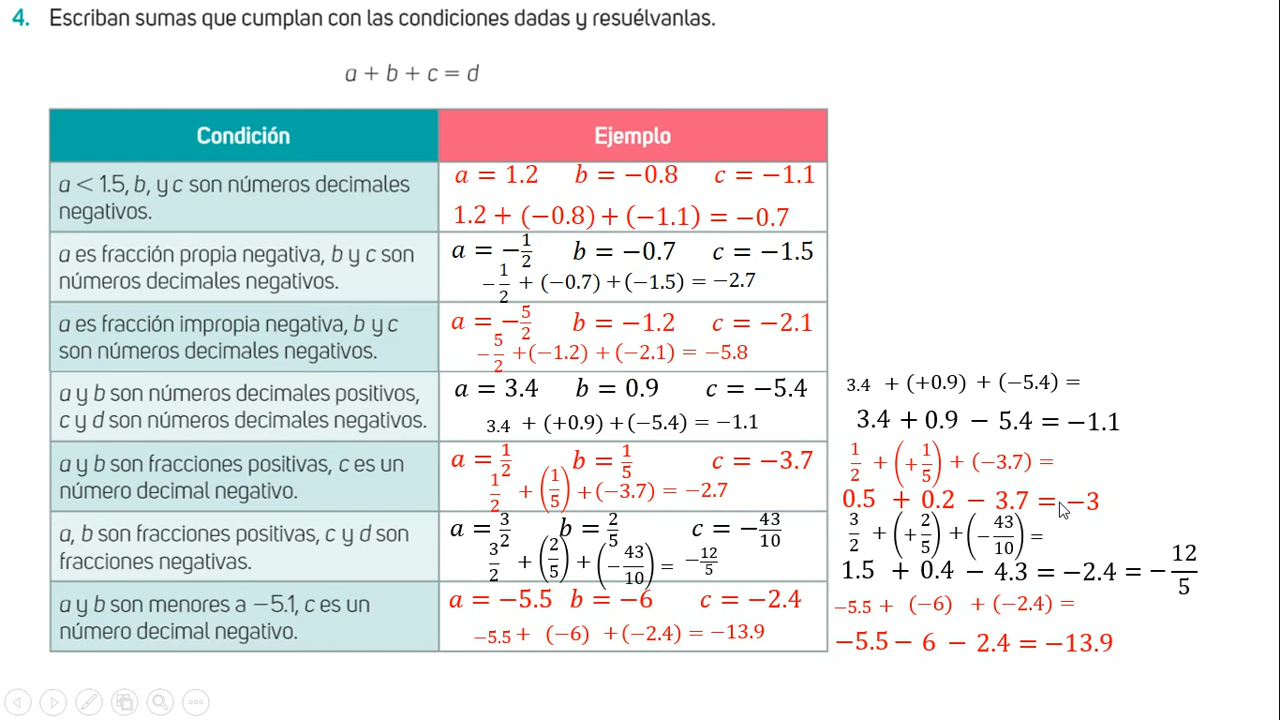 4. Escriban sumas que cumplan con las condiciones dadas y resuélvanlas.
a + b + c = d
Condición Ejemplo
a < 1.5, b, y c son números decimales
negativos.
a = 1.2 b = −0.8 c = −1.1
1.2 + (−0.8) + (−1.1) = −0.7
a es fracción propia negativa, b y c son
números decimales negativos.
a = −1/2 b = −0.7 c = −1.5
−1/2 + (−0.7) + (−1.5) = −2.7
a es fracción impropia negativa, b y c
son números decimales negativos.
a = −5/2 b = −1.2 c = −2.1
−5/2 + (−1.2) + (−2.1) = −5.8
a y b son números decimales positivos,
c y d son números decimales negativos.
a = 3.4 b = 0.9 c = −5.4
3.4 + (+0.9) + (−5.4) = −1.1
a y b son fracciones positivas, c es un
número decimal negativo.
a = 1/2 b = 1/5 c = −3.7
1/2 + (1/5) + (−3.7) = −2.7
a, b son fracciones positivas, c y d son
fracciones negativas.
a = 3/2 b = 2/5 c = −43/10
3/2 + (2/5) + (−43/10) = −12/5
a y b son menores a −5.1, c es un
número decimal negativo.
a = −5.5 b = −6 c = −2.4
−5.5 + (−6) + (−2.4) = −13.9
3.4 + (+0.9) + (−5.4) =
3.4 + 0.9 − 5.4 = −1.1
1/2 + (+1/5) + (−3.7) =
0.5 + 0.2 − 3.7 = −3
3/2 + (+2/5) + (−43/10) =
1.5 + 0.4 − 4.3 = −2.4 = −12/5
−5.5 + (−6) + (−2.4) =
−5.5 − 6 − 2.4 = −13.9